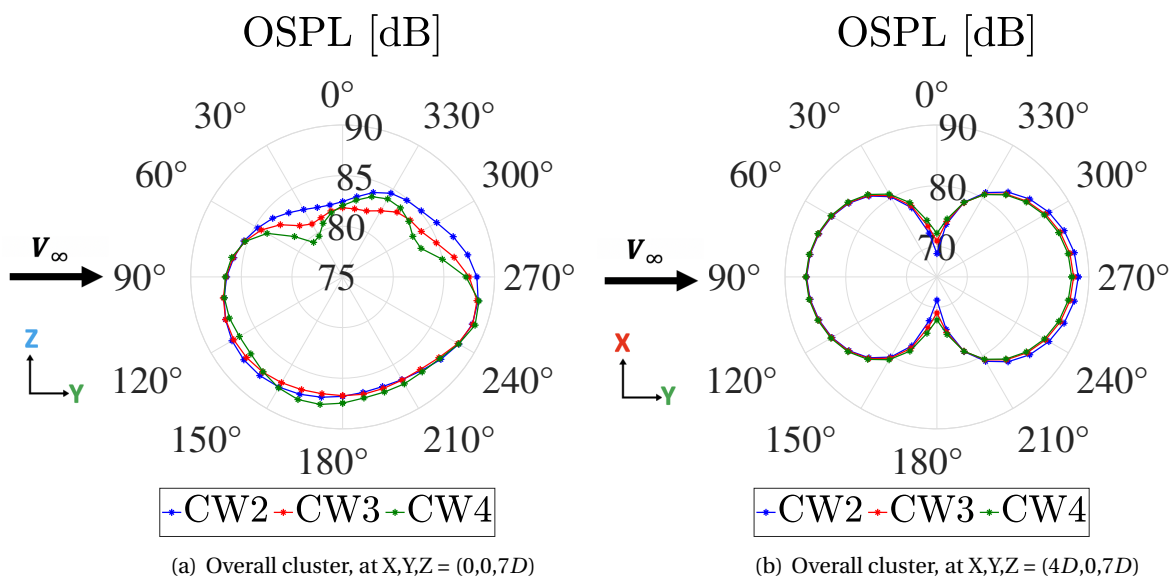 OSPL [dB]
0°
30°
330°
90
60°
300°
85
80
V∞
90°
75
270°
Z
Y
120°
240°
150°
210°
180°
CW2 CW3 CW4
(a) Overall cluster, at X,Y,Z = (0,0,7D)
OSPL [dB]
0°
30°
330°
90
60°
300°
80
V∞
70
90°
270°
X
Y
120°
240°
150°
210°
180°
CW2 CW3 CW4
(b) Overall cluster, at X,Y,Z = (4D,0,7D)